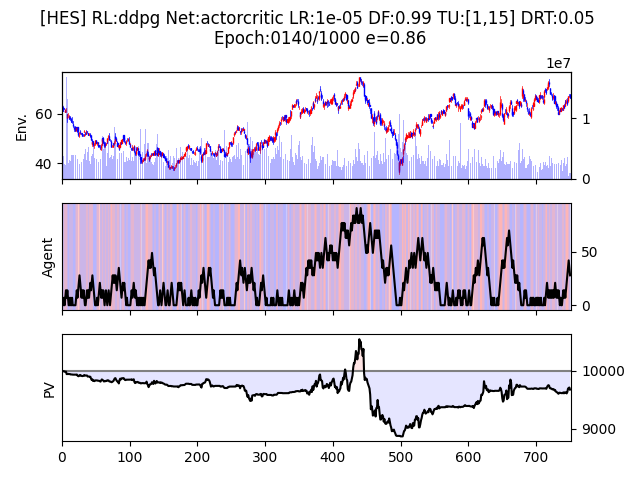 [HES] RL:ddpg Net:actorcritic LR:1e-05 DF:0.99 TU:[1,15] DRT:0.05
Epoch:0140/1000 e=0.86
1e7
Env.
60
40
1
0
Agent
50
0
PV
10000
9000
0 100 200 300 400 500 600 700